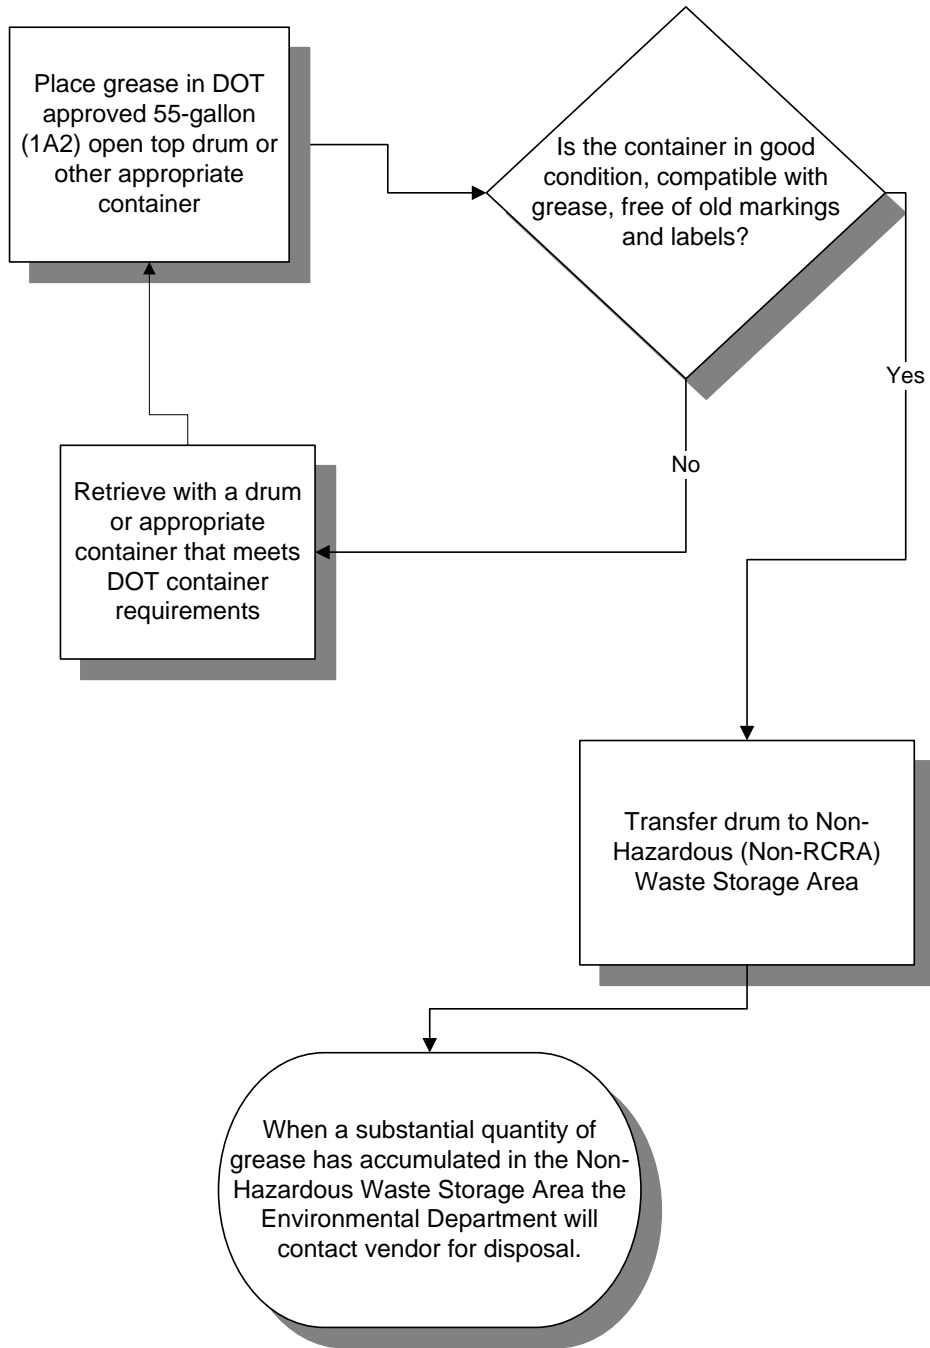 Place grease in DOT
approved 55-gallon
(1A2) open top drum or
other appropriate
container
Is the container in good
condition, compatible with
grease, free of old markings
and labels?
Yes
No
Retrieve with a drum
or appropriate
container that meets
DOT container
requirements
Transfer drum to Non-
Hazardous (Non-RCRA)
Waste Storage Area
When a substantial quantity of
grease has accumulated in the Non-
Hazardous Waste Storage Area the
Environmental Department will
contact vendor for disposal.